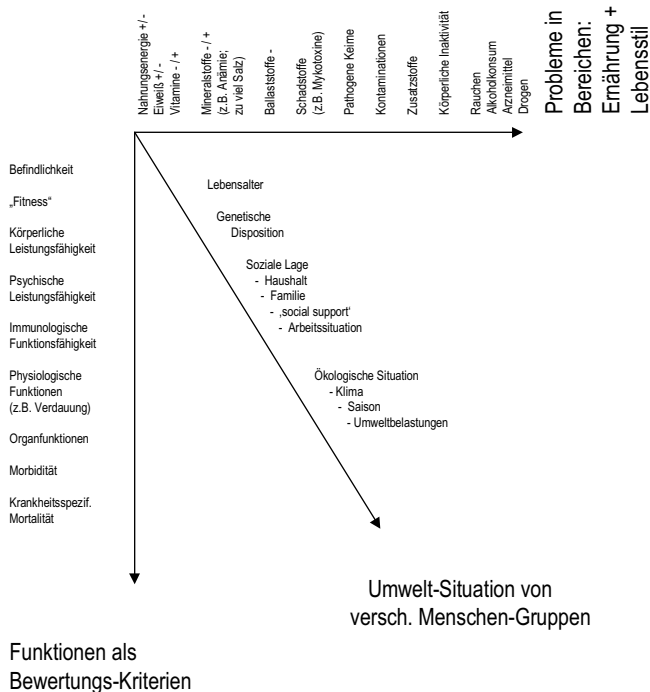 Nahrungsenergie +/-
Eiweiß +/-
Vitamine - / +
Mineralstoffe - / +
(z.B. Anämie;
zu viel Salz)
Ballaststoffe -
Schadstoffe
(z.B. Mykotoxine)
Pathogene Keime
Kontaminationen
Zusatzstoffe
Körperliche Inaktivität
Rauchen
Alkoholkonsum
Arzneimittel
Drogen
Probleme in
Bereichen:
Ernährung +
Lebensstil
Befindlichkeit
„Fitness“
Körperliche
Leistungsfähigkeit
Psychische
Leistungsfähigkeit
Immunologische
Funktionsfähigkeit
Physiologische
Funktionen
(z.B. Verdauung)
Organfunktionen
Morbidität
Krankheitsspezif.
Mortalität
Lebensalter
Genetische
Disposition
Soziale Lage
- Haushalt
- Familie
- ‚social support‘
- Arbeitssituation
Ökologische Situation
- Klima
- Saison
- Umweltbelastungen
Umwelt-Situation von
versch. Menschen-Gruppen
Funktionen als
Bewertungs-Kriterien